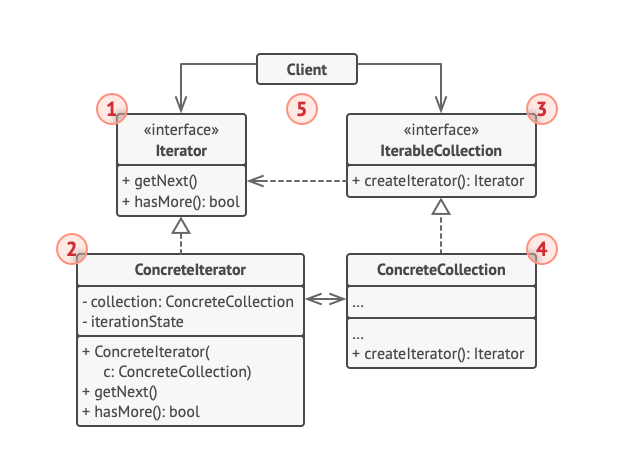 Client
5
1
«interface»
Iterator
+ getNext()
+ hasMore(): bool
3
«interface»
IterableCollection
+ createIterator(): Iterator
2
ConcreteIterator
- collection: ConcreteCollection
- iterationState
+ ConcreteIterator(
c: ConcreteCollection)
+ getNext()
+ hasMore(): bool
4
ConcreteCollection
...
...
+ createIterator(): Iterator